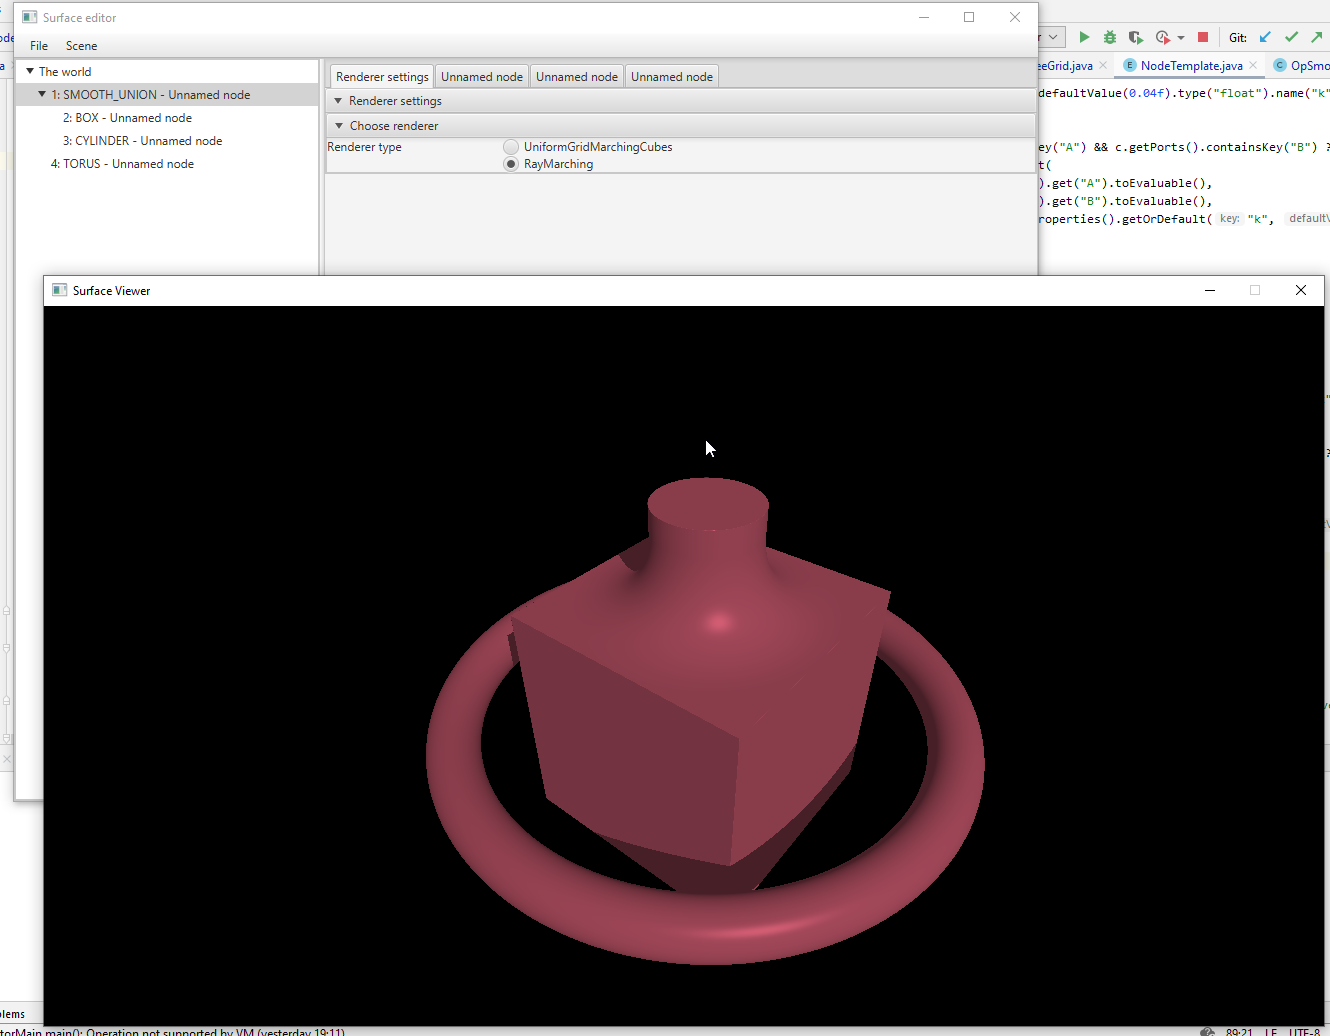 Surface editor
Git:
File Scene
eeGrid.java NodeTemplate.java OpSmo
The world
Renderer settings Unnamed node Unnamed node Unnamed node
1: SMOOTH_UNION - Unnamed node
Renderer settings
defaultValue(0.04f).type("float").name("k"
2: BOX - Unnamed node
Choose renderer
3: CYLINDER - Unnamed node
Renderer type
UniformGridMarchingCubes
ey("A") && c.getPorts().containsKey("B") ?
4: TORUS - Unnamed node
RayMarching
t(
).get("A").toEvaluable(),
).get("B").toEvaluable(),
roperties().getOrDefault( key: "k", default
Surface Viewer
blems
torMain.main(): Operation not supported by VM (yesterday 19:11)
89:21 LF UTF-8